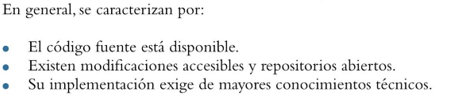 En general, se caracterizan por:
• El código fuente está disponible.
• Existen modificaciones accesibles y repositorios abiertos.
• Su implementación exige de mayores conocimientos técnicos.